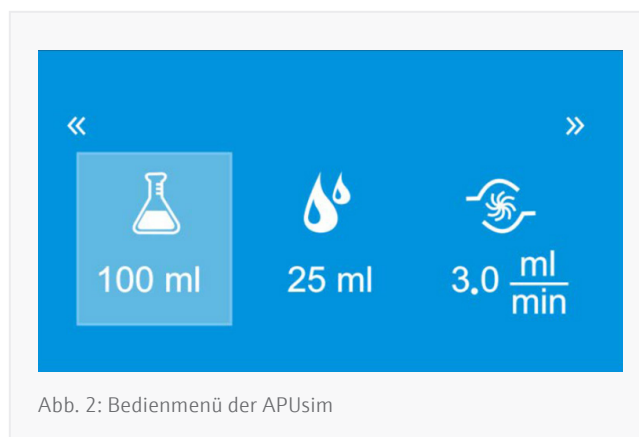 «
»
100 ml
25 ml
3.0 ml/min
Abb. 2: Bedienmenü der APUsim